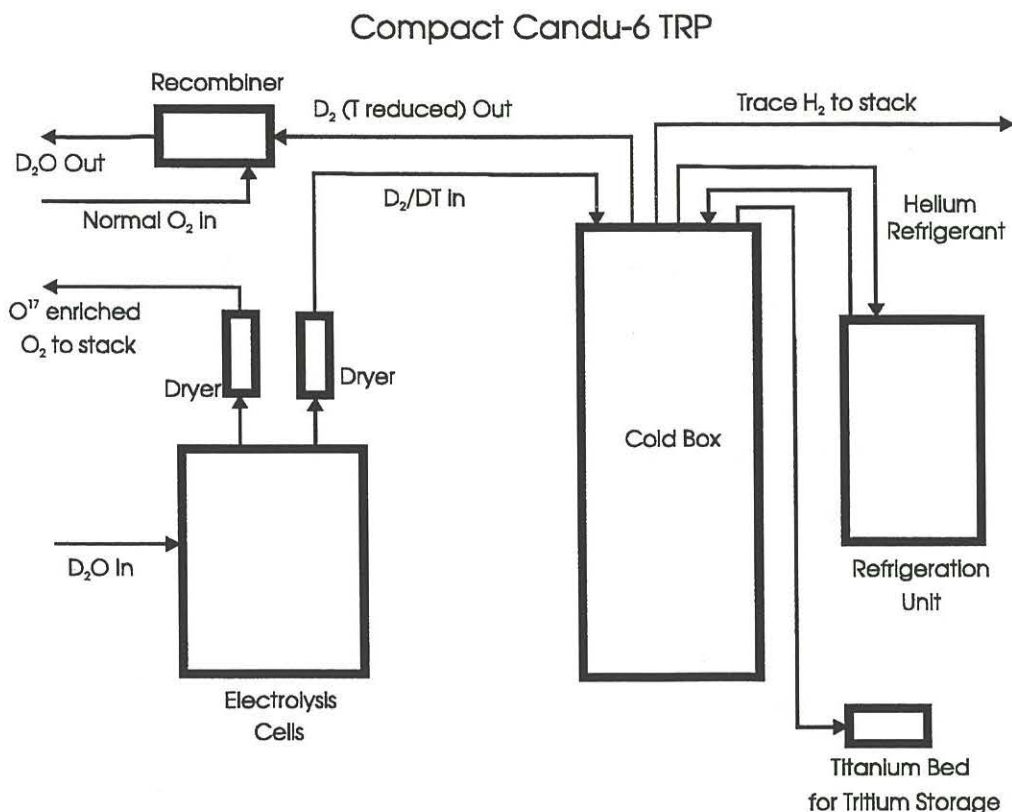 Compact Candu-6 TRP
Recombiner
D₂ (T reduced) Out
Trace H₂ to stack
D₂O Out
Normal O₂ in
D₂/DT in
Helium
Refrigerant
O¹⁷ enriched
O₂ to stack
Dryer
Dryer
Cold Box
D₂O in
Refrigeration
Unit
Electrolysis
Cells
Titanium Bed
for Tritium Storage